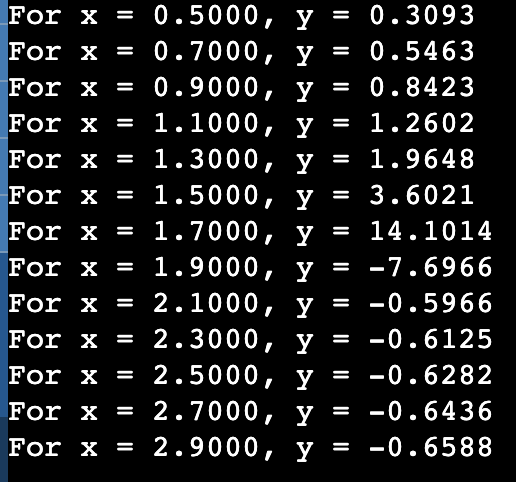 For x = 0.5000, y = 0.3093
For x = 0.7000, y = 0.5463
For x = 0.9000, y = 0.8423
For x = 1.1000, y = 1.2602
For x = 1.3000, y = 1.9648
For x = 1.5000, y = 3.6021
For x = 1.7000, y = 14.1014
For x = 1.9000, y = -7.6966
For x = 2.1000, y = -0.5966
For x = 2.3000, y = -0.6125
For x = 2.5000, y = -0.6282
For x = 2.7000, y = -0.6436
For x = 2.9000, y = -0.6588